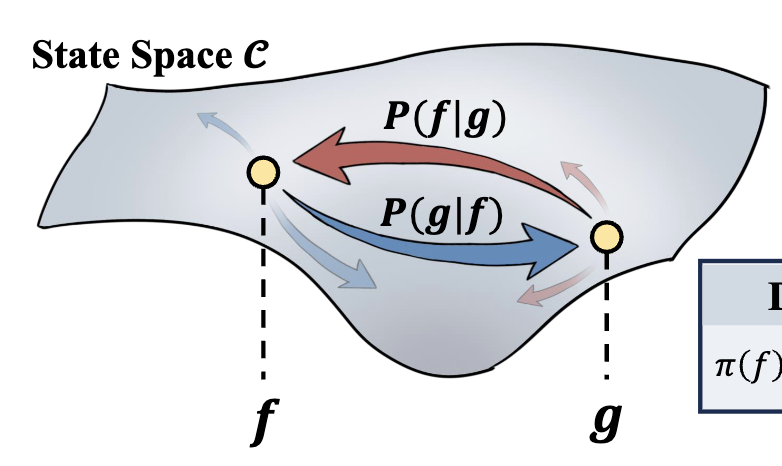 State Space 𝒞
P(f|g)
P(g|f)
π(f)
f
g